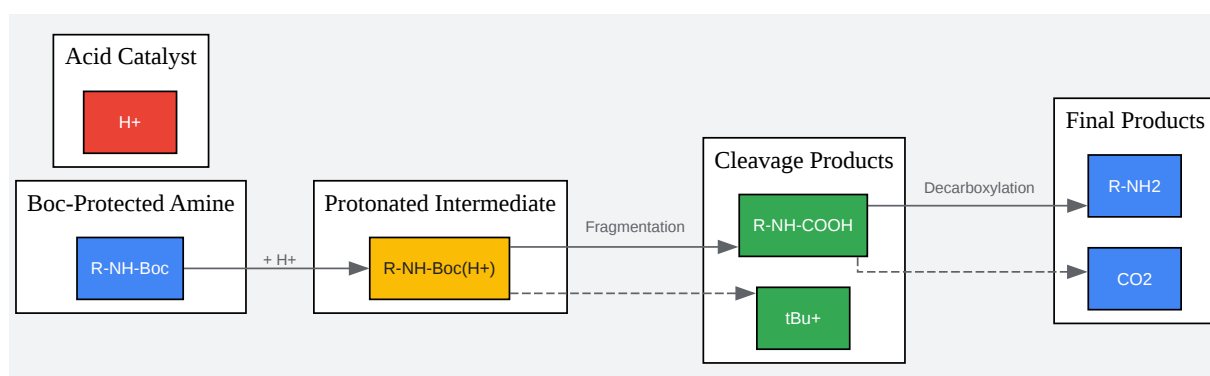 Acid Catalyst
H+
Boc-Protected Amine
R-NH-Boc
+ H+
Protonated Intermediate
R-NH-Boc(H+)
Fragmentation
Cleavage Products
R-NH-COOH
tBu+
Decarboxylation
Final Products
R-NH2
CO2